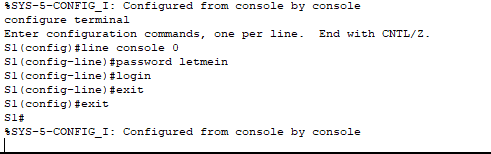 %SYS-5-CONFIG_I: Configured from console by console
configure terminal
Enter configuration commands, one per line.  End with CNTL/Z.
S1(config)#line console 0
S1(config-line)#password letmein
S1(config-line)#login
S1(config-line)#exit
S1(config)#exit
S1#
%SYS-5-CONFIG_I: Configured from console by console